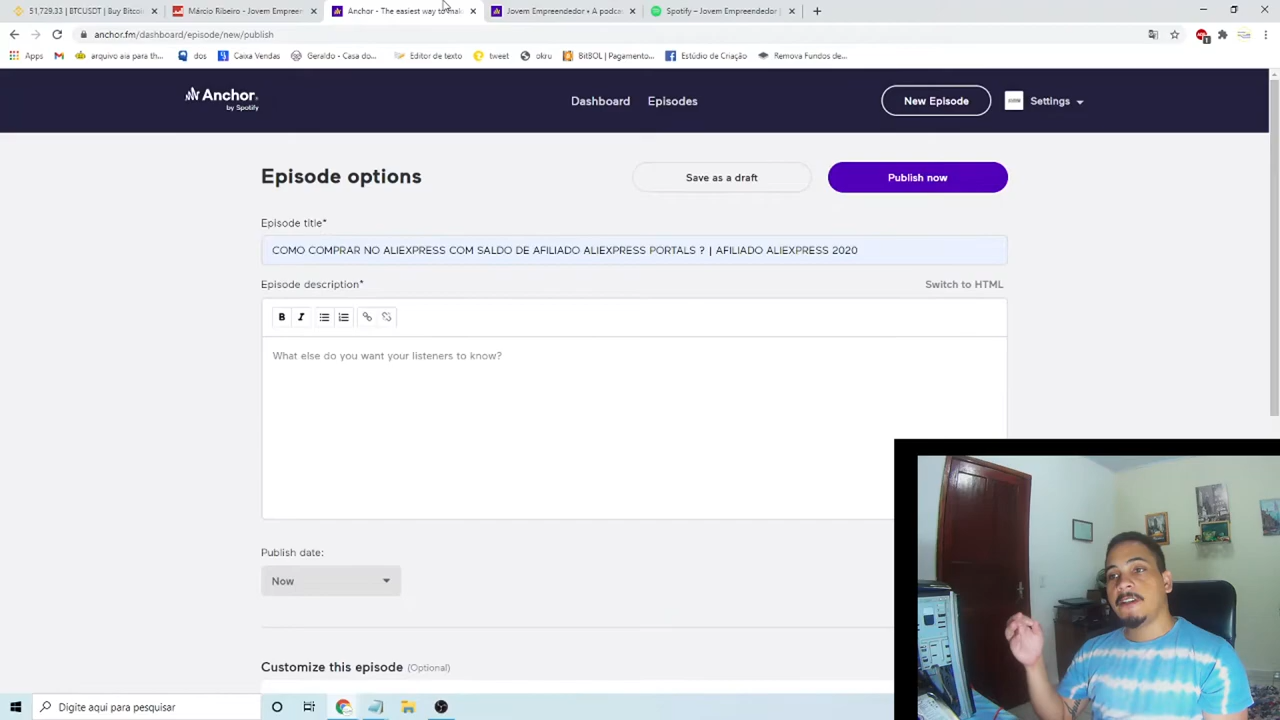 51,729.33 | BTCUSDT | Buy Bitcoi
Márcio Ribeiro - Jovem Empreen
Anchor - The easiest way to mak
Jovem Empreendedor • A podca
Spotify – Jovem Empreendedor |
anchor.fm/dashboard/episode/new/publish
Apps
arquivo aia para th...
dos
Caixa Vendas
Geraldo - Casa do...
Editor de texto
tweet
okru
BitBOL | Pagamento...
Estúdio de Criação
Remova Fundos de...
Anchor
by Spotify
Dashboard
Episodes
New Episode
Settings
Episode options
Save as a draft
Publish now
Episode title*
COMO COMPRAR NO ALIEXPRESS COM SALDO DE AFILIADO ALIEXPRESS PORTALS ? | AFILIADO ALIEXPRESS 2020
Episode description*
Switch to HTML
B I
What else do you want your listeners to know?
Publish date:
Now
Customize this episode (Optional)
Digite aqui para pesquisar